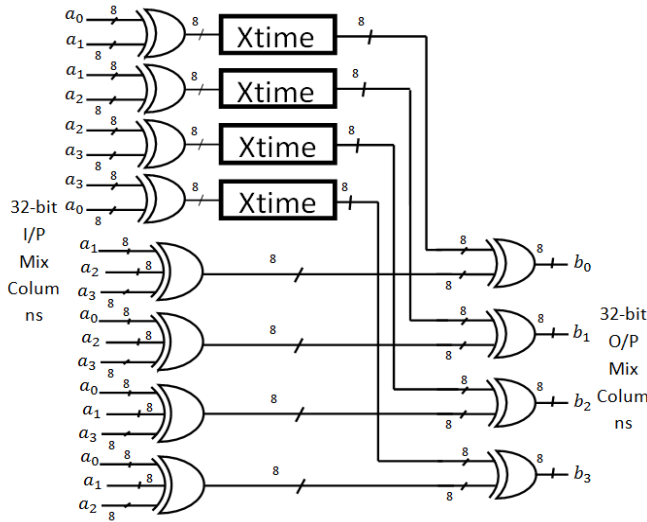 a₀ 8
a₁ 8 8 Xtime 8
a₁ 8
a₂ 8 8 Xtime 8
a₂ 8
a₃ 8 8 Xtime 8
a₃ 8
a₀ 8 8 Xtime 8
32-bit
I/P
Mix
Colum
ns
a₁ 8
a₂ 8
a₃ 8
8 8 8 8 b₀
a₀ 8
a₂ 8
a₃ 8
8 8 8 8 b₁
a₀ 8
a₁ 8
a₃ 8
8 8 8 8 b₂
a₀ 8
a₁ 8
a₂ 8
8 8 8 8 b₃
32-bit
O/P
Mix
Colum
ns